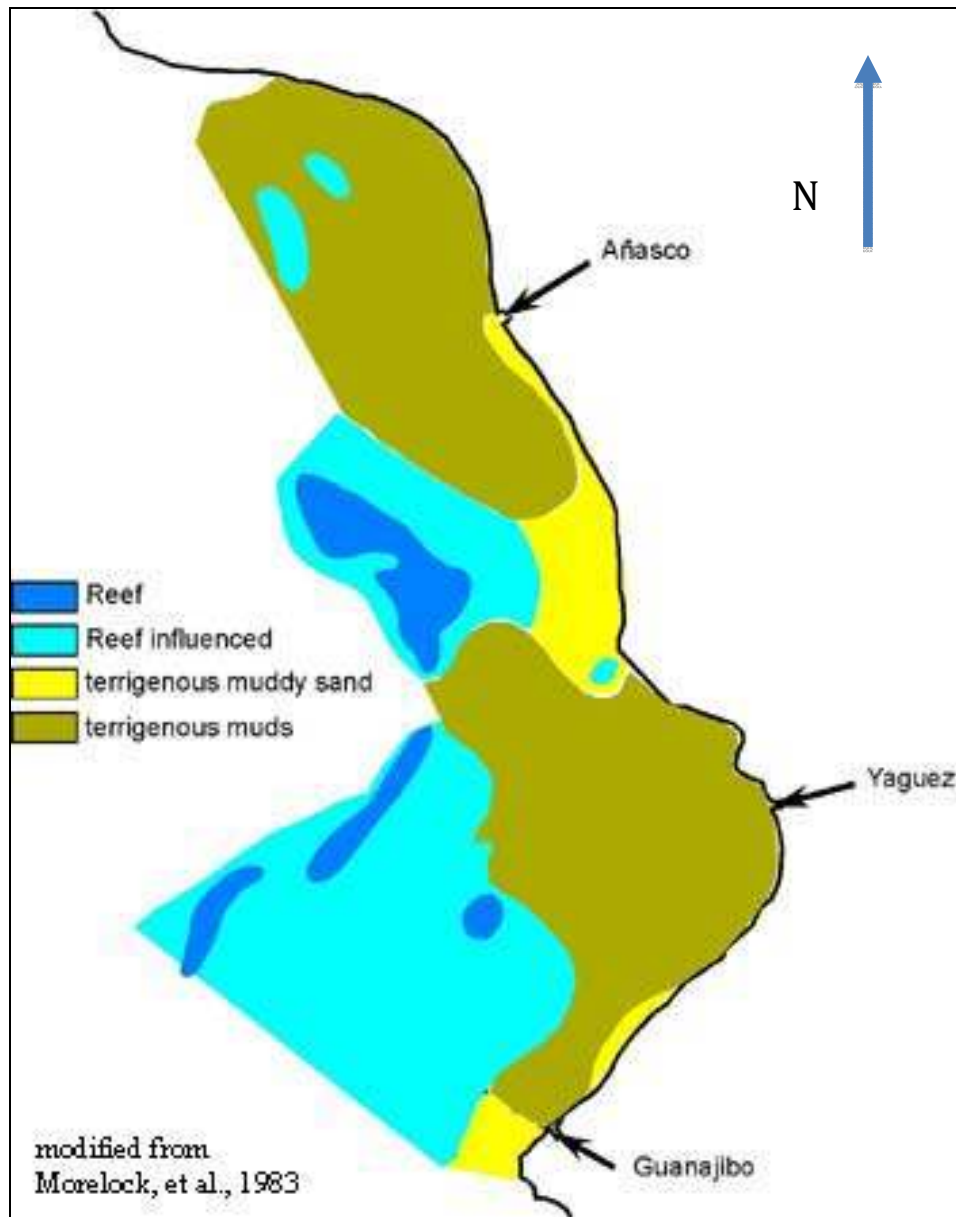 N
Añasco
Reef
Reef influenced
terrigenous muddy sand
terrigenous muds
Yaguez
Guanajibo
modified from
Morelock, et al., 1983